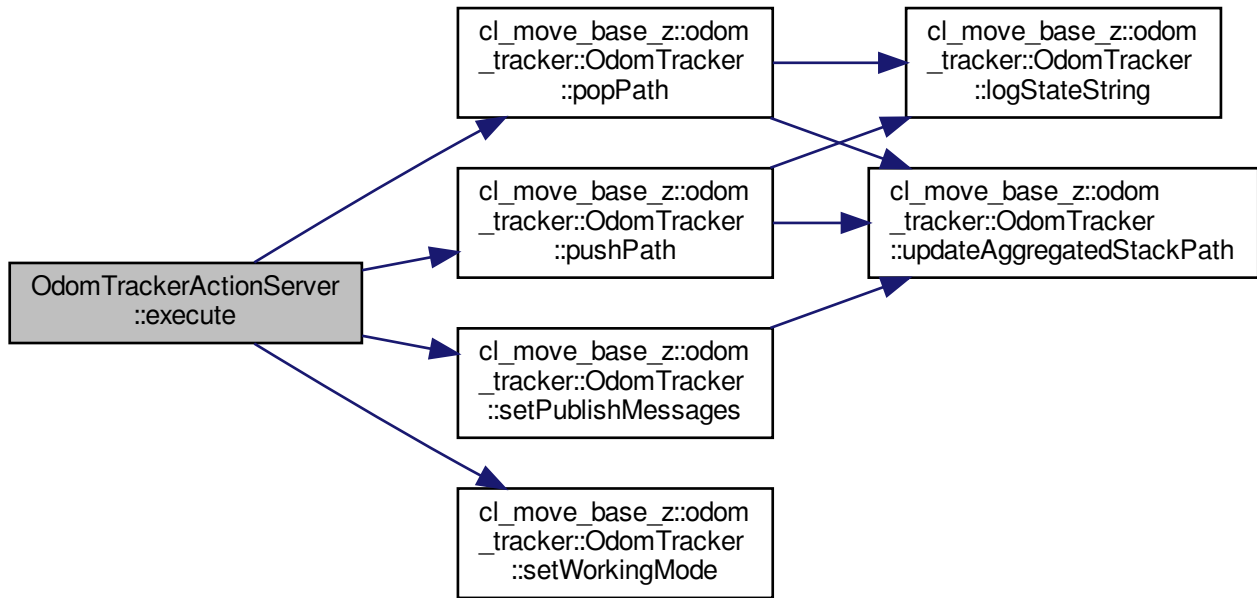 OdomTrackerActionServer
::execute
cl_move_base_z::odom
_tracker::OdomTracker
::popPath
cl_move_base_z::odom
_tracker::OdomTracker
::pushPath
cl_move_base_z::odom
_tracker::OdomTracker
::setPublishMessages
cl_move_base_z::odom
_tracker::OdomTracker
::setWorkingMode
cl_move_base_z::odom
_tracker::OdomTracker
::logStateString
cl_move_base_z::odom
_tracker::OdomTracker
::updateAggregatedStackPath